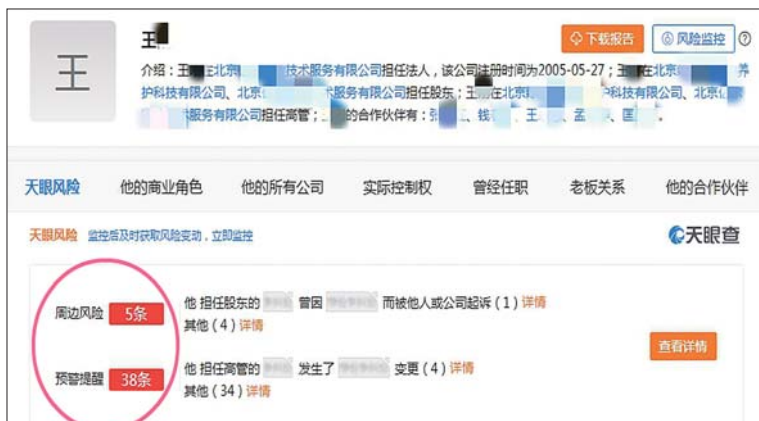 王
王
下载报告
风险监控
介绍：王 在北京 技术服务有限公司担任法人，该公司注册时间为2005-05-27；王 在北京 养
护科技有限公司、北京 服务有限公司担任股东；王 在北京 科技有限公司、北京
服务有限公司担任高管； 的合作伙伴有：张 、钱 、王 、孟 、匡 。
天眼风险 他的商业角色 他的所有公司 实际控制权 曾经任职 老板关系 他的合作伙伴
天眼风险 监控后及时获取风险变动，立即监控
天眼查
周边风险 5条
他 担任股东的 曾因 而被他人或公司起诉（1）详情
其他（4）详情
查看详情
预警提醒 38条
他 担任高管的 发生了 变更（4）详情
其他（34）详情